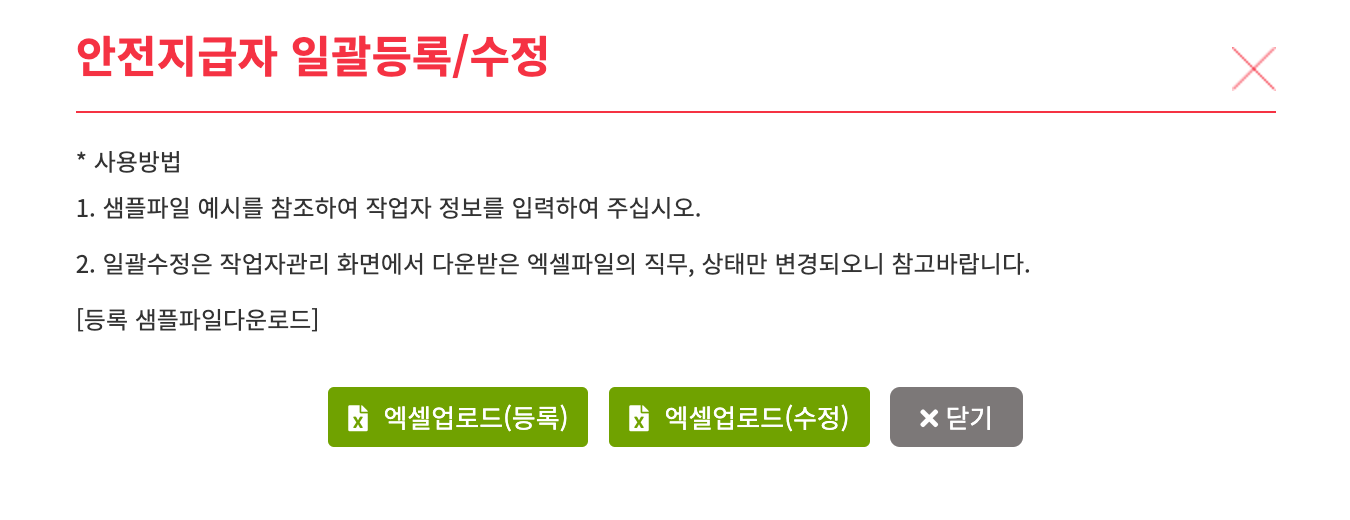 안전지급자 일괄등록/수정
* 사용방법
1. 샘플파일 예시를 참조하여 작업자 정보를 입력하여 주십시오.
2. 일괄수정은 작업자관리 화면에서 다운받은 엑셀파일의 직무, 상태만 변경되오니 참고바랍니다.
[등록 샘플파일다운로드]
엑셀업로드(등록) 엑셀업로드(수정) 닫기